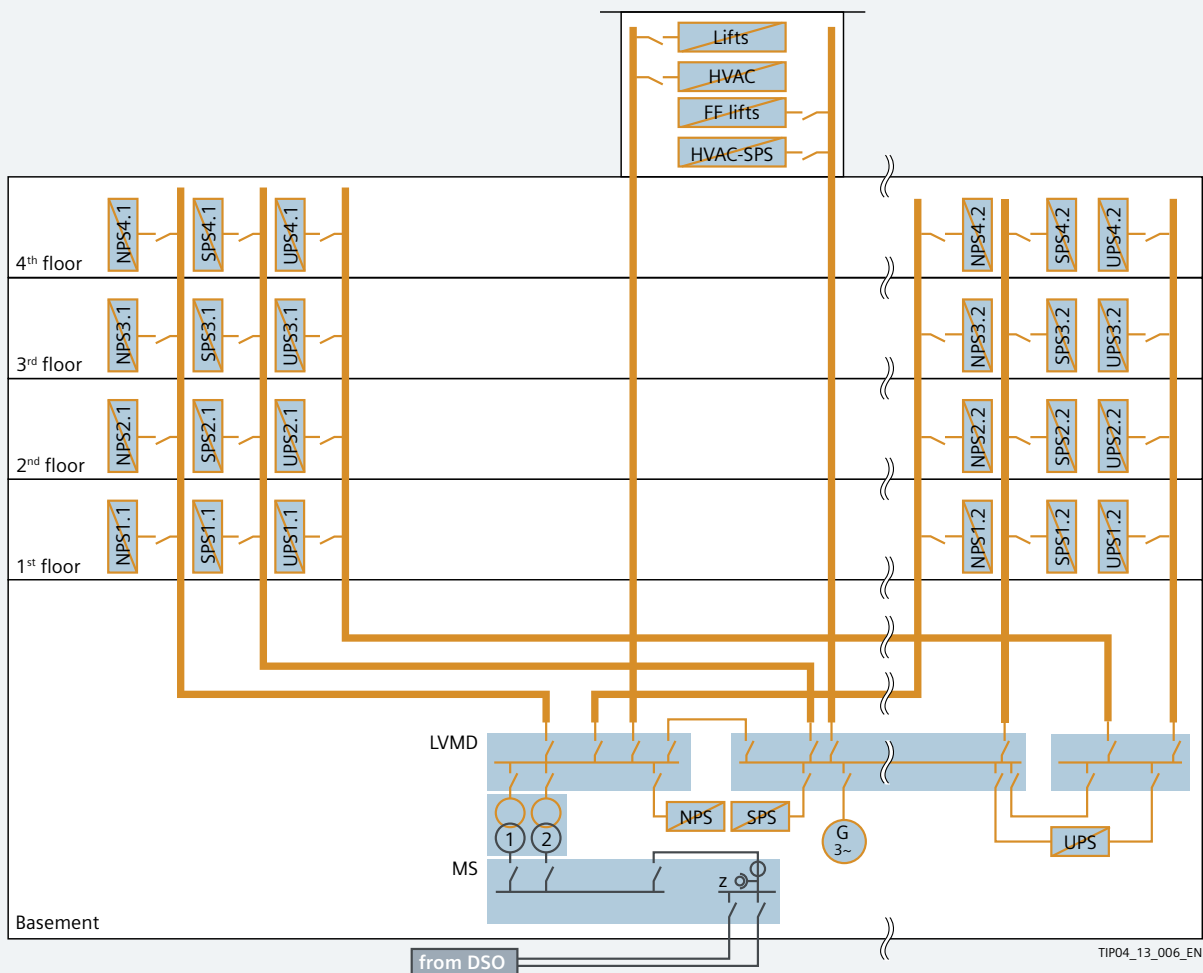 Lifts
HVAC
FF lifts
HVAC-SPS
4th floor
NPS4.1
SPS4.1
UPS4.1
NPS4.2
SPS4.2
UPS4.2
3rd floor
NPS3.1
SPS3.1
UPS3.1
NPS3.2
SPS3.2
UPS3.2
2nd floor
NPS2.1
SPS2.1
UPS2.1
NPS2.2
SPS2.2
UPS2.2
1st floor
NPS1.1
SPS1.1
UPS1.1
NPS1.2
SPS1.2
UPS1.2
LVMD
NPS
SPS
G
3~
UPS
1
2
MS
z
Basement
from DSO
TIP04_13_006_EN